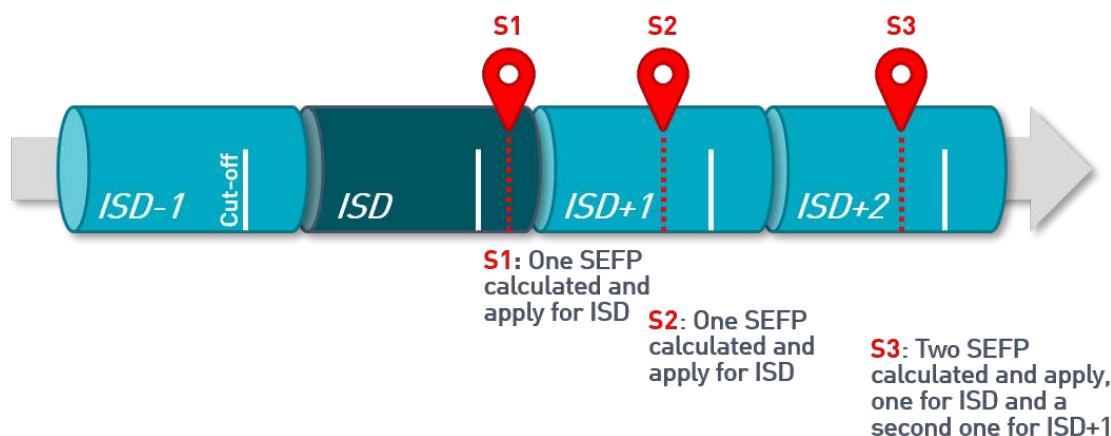 S1
S2
S3
ISD-1
Cut-off
ISD
ISD+1
ISD+2
S1: One SEFP
calculated and
apply for ISD
S2: One SEFP
calculated and
apply for ISD
S3: Two SEFP
calculated and apply,
one for ISD and a
second one for ISD+1